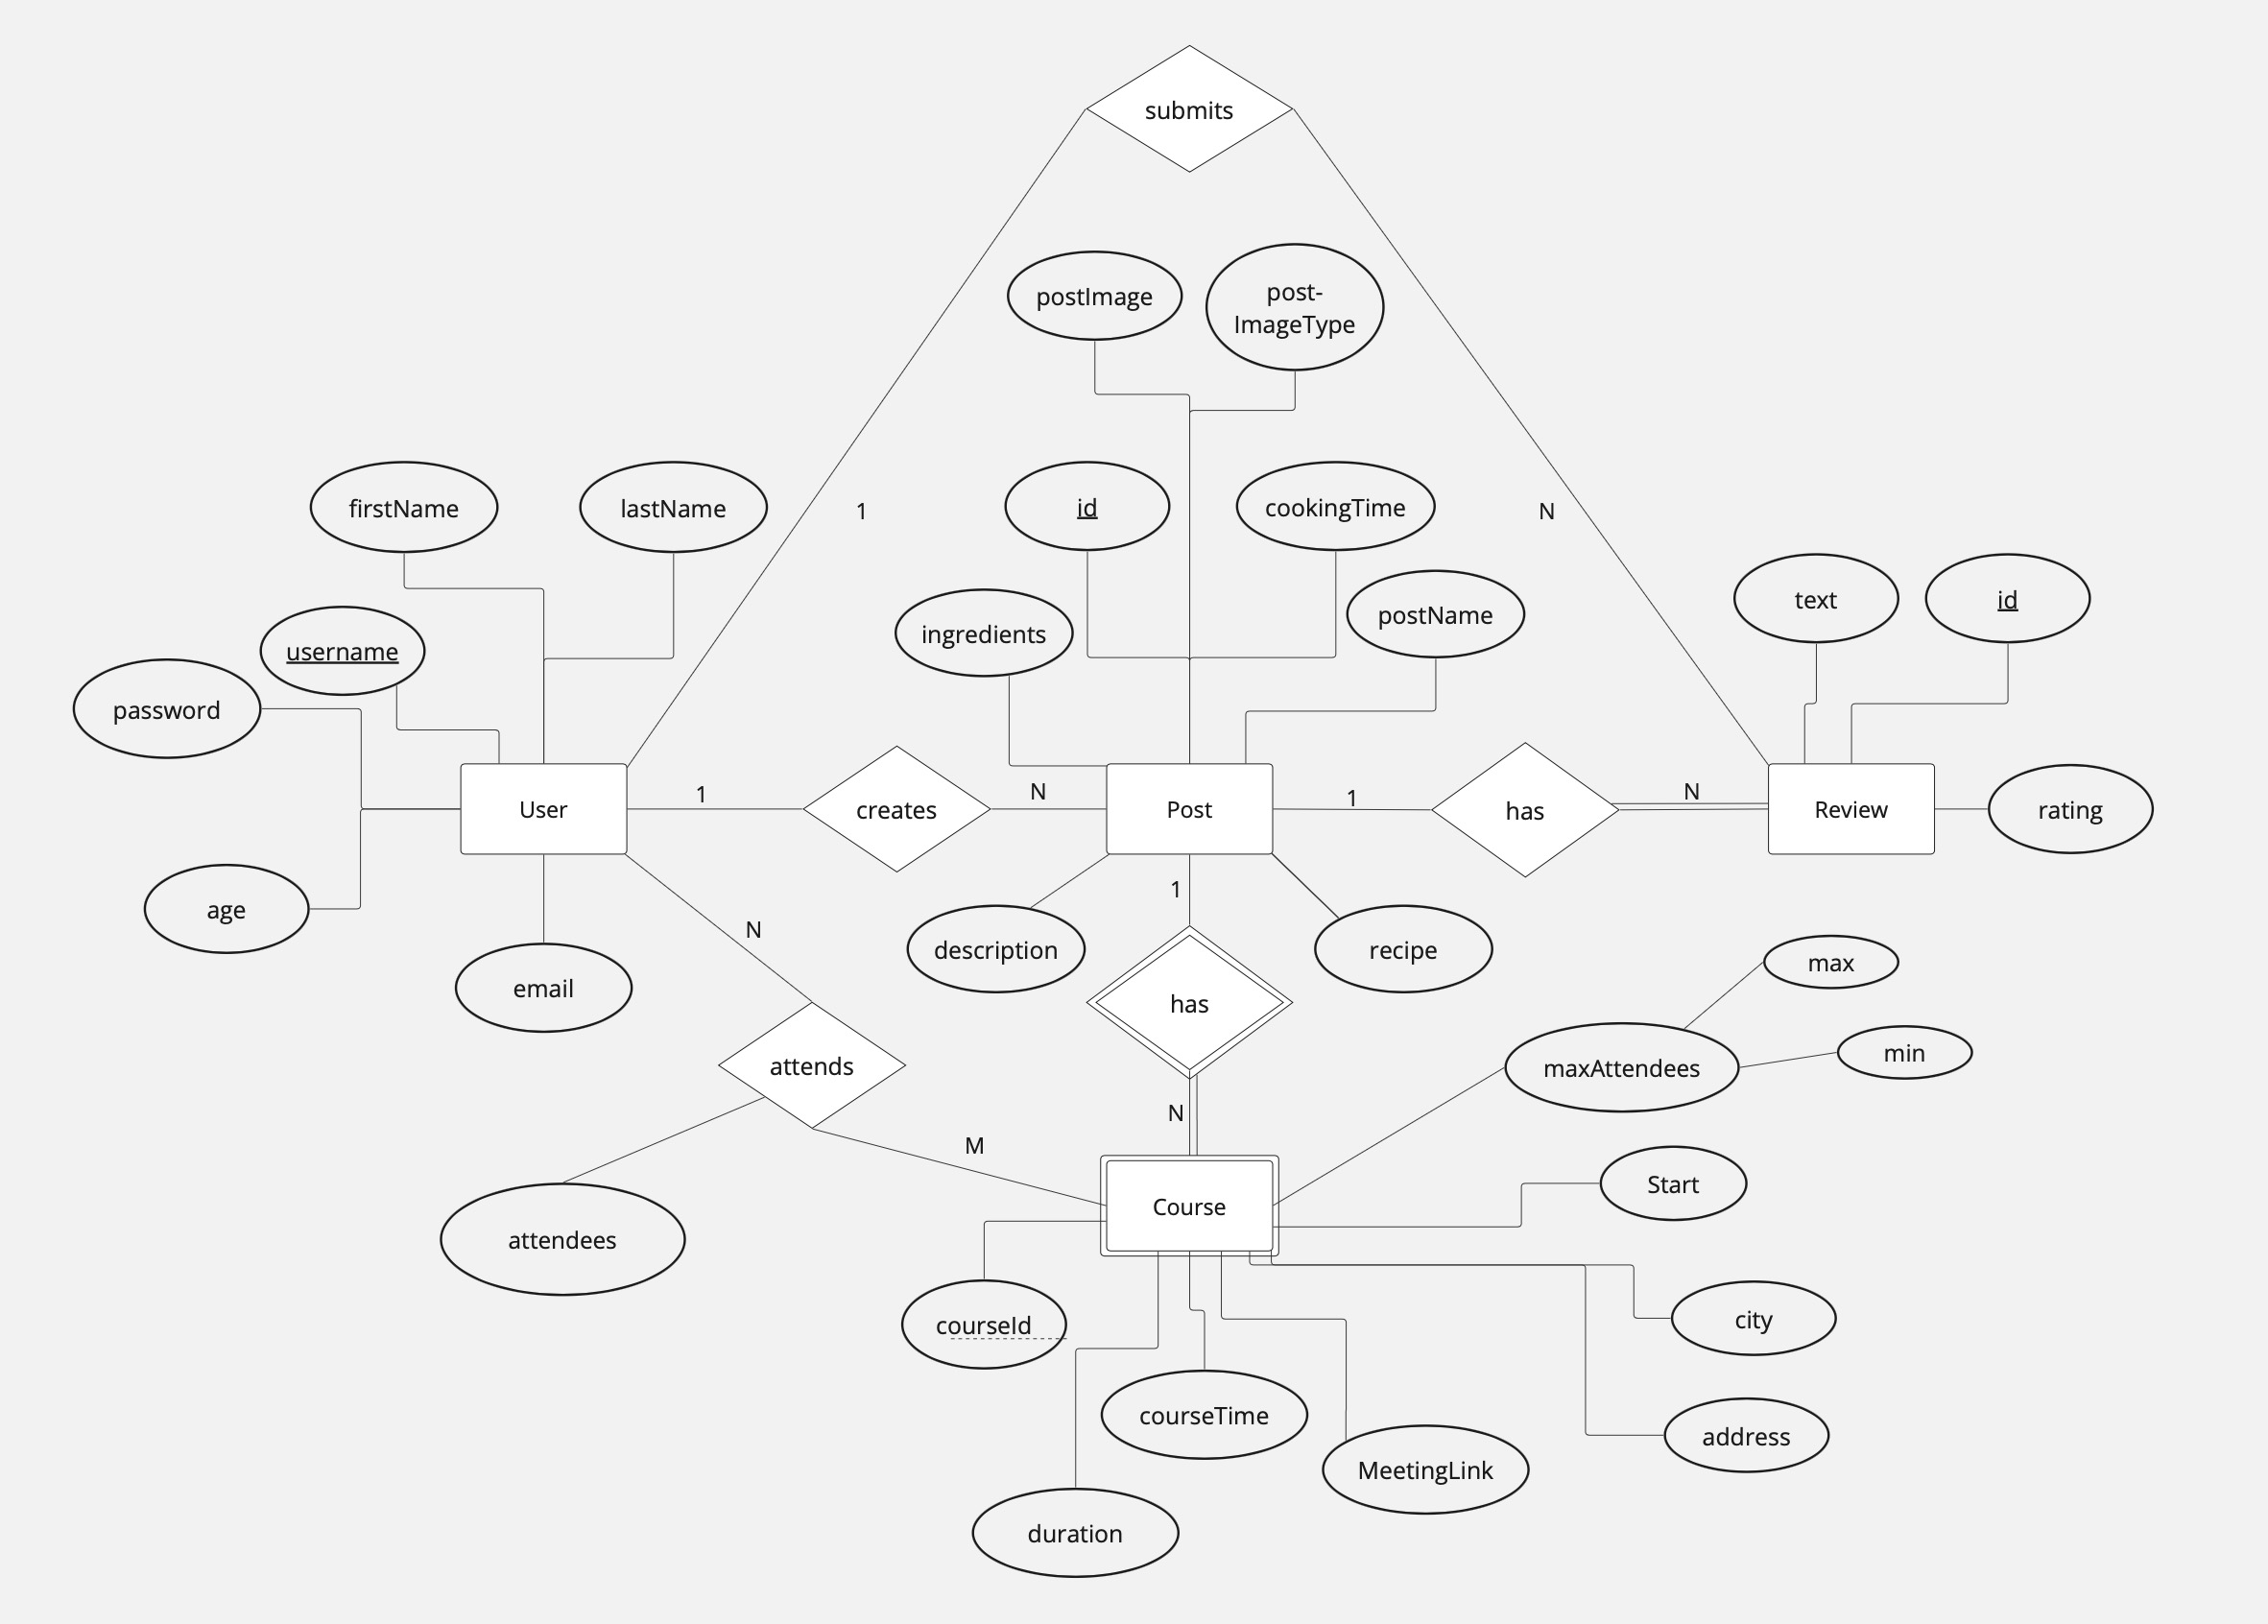 submits
postImage
post-
ImageType
firstName
lastName
1
id
cookingTime
N
ingredients
postName
text
id
username
password
User
1
creates
N
Post
1
has
N
Review
rating
age
email
N
description
1
recipe
has
max
min
maxAttendees
attends
N
M
Course
Start
attendees
courseId
city
courseTime
MeetingLink
address
duration